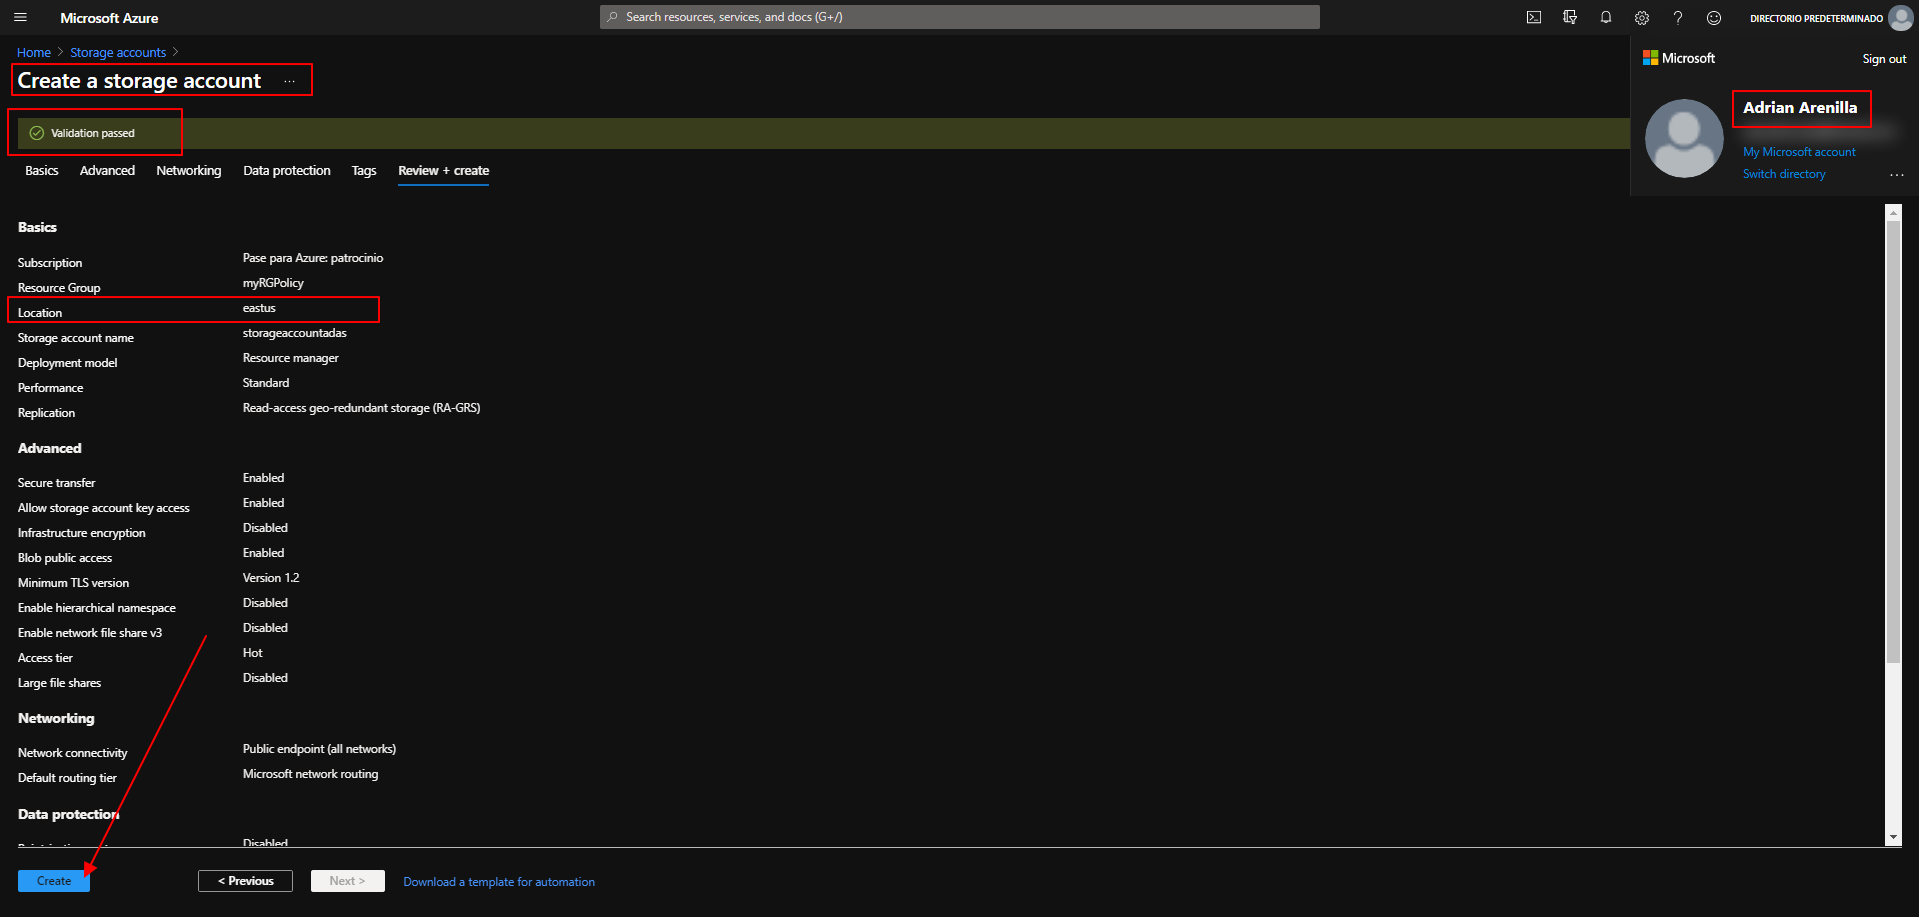 Microsoft Azure
Search resources, services, and docs (G+/)
DIRECTORIO PREDETERMINADO
Home > Storage accounts >
Create a storage account ...
Microsoft
Sign out
Adrian Arenilla
My Microsoft account
Switch directory
...
Validation passed
Basics Advanced Networking Data protection Tags Review + create
Basics
Subscription Pase para Azure: patrocinio
Resource Group myRGPolicy
Location eastus
Storage account name storageaccountadas
Deployment model Resource manager
Performance Standard
Replication Read-access geo-redundant storage (RA-GRS)
Advanced
Secure transfer Enabled
Allow storage account key access Enabled
Infrastructure encryption Disabled
Blob public access Enabled
Minimum TLS version Version 1.2
Enable hierarchical namespace Disabled
Enable network file share v3 Disabled
Access tier Hot
Large file shares Disabled
Networking
Network connectivity Public endpoint (all networks)
Default routing tier Microsoft network routing
Data protection
Disabled
Create < Previous Next > Download a template for automation